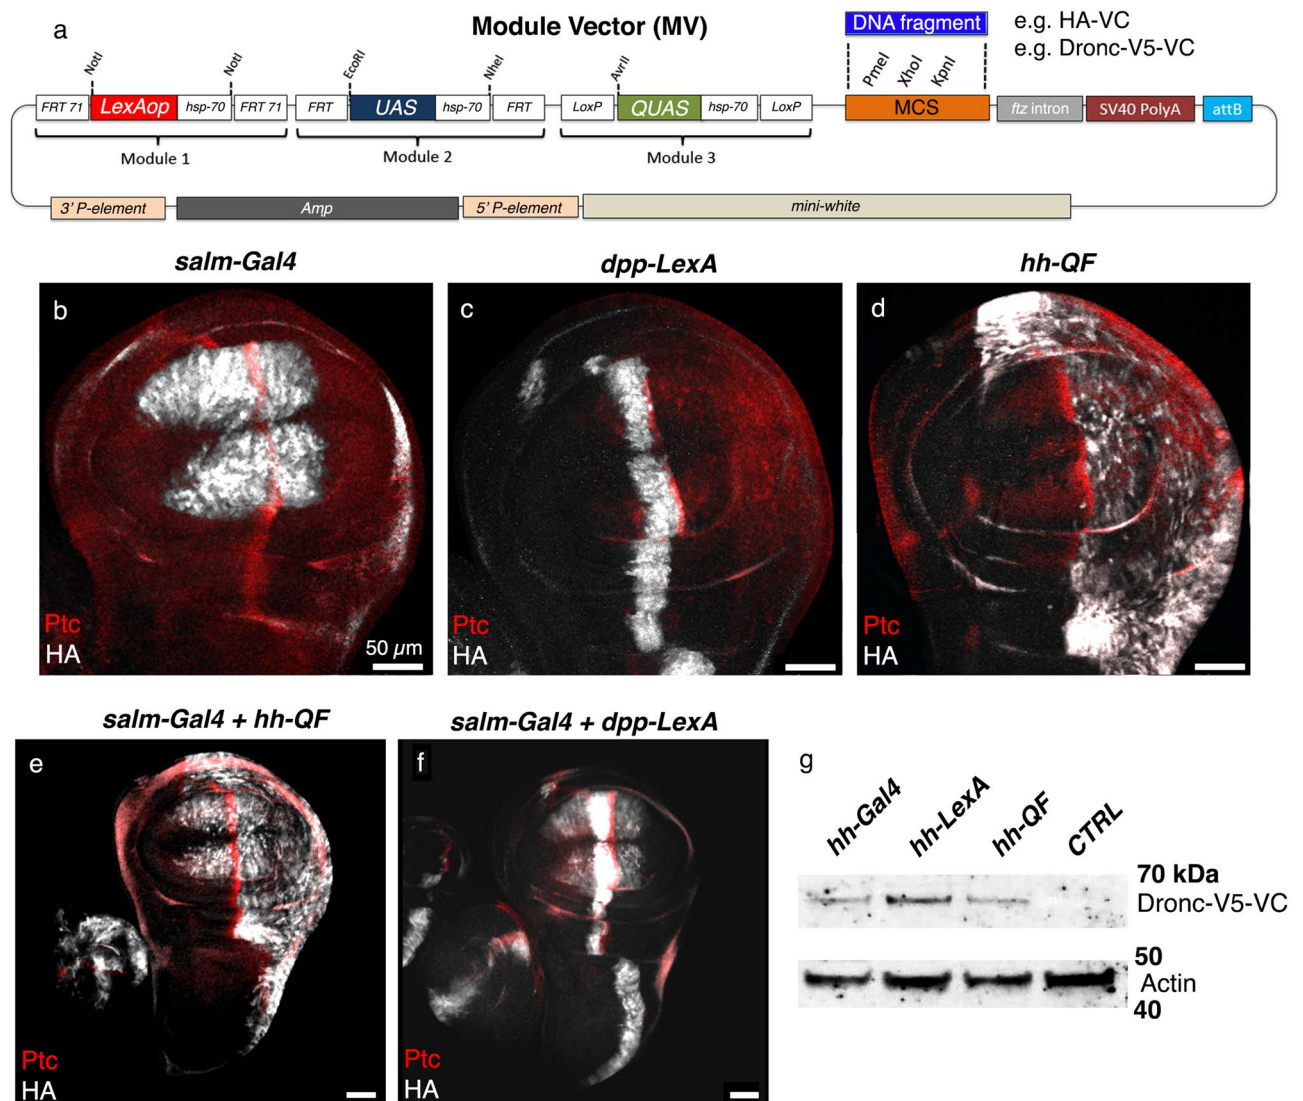 a
Module Vector (MV)
DNA fragment
e.g. HA-VC
e.g. Dronc-V5-VC
NotI
NotI
EcoRI
NheI
AvrII
PmeI
XhoI
KpnI
FRT 71
LexAop
hsp-70
FRT 71
FRT
UAS
hsp-70
FRT
LoxP
QUAS
hsp-70
LoxP
MCS
ftz intron
SV40 PolyA
attB
Module 1
Module 2
Module 3
3' P-element
Amp
5' P-element
mini-white
salm-Gal4
dpp-LexA
hh-QF
b
Ptc
HA
50 µm
c
Ptc
HA
d
Ptc
HA
salm-Gal4 + hh-QF
salm-Gal4 + dpp-LexA
e
Ptc
HA
f
Ptc
HA
g
hh-Gal4
hh-LexA
hh-QF
CTRL
70 kDa
Dronc-V5-VC
50
Actin
40